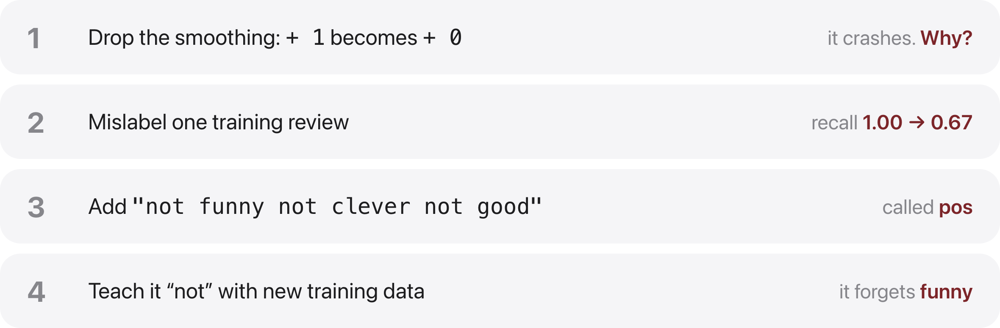 1 Drop the smoothing: + 1 becomes + 0 it crashes. Why?
2 Mislabel one training review recall 1.00 → 0.67
3 Add "not funny not clever not good" called pos
4 Teach it “not” with new training data it forgets funny